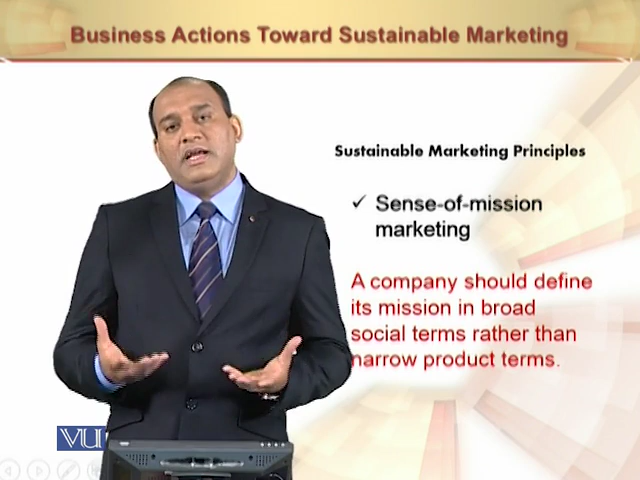 Business Actions Toward Sustainable Marketing
Sustainable Marketing Principles
✓ Sense-of-mission
marketing
A company should define
its mission in broad
social terms rather than
narrow product terms.
VU